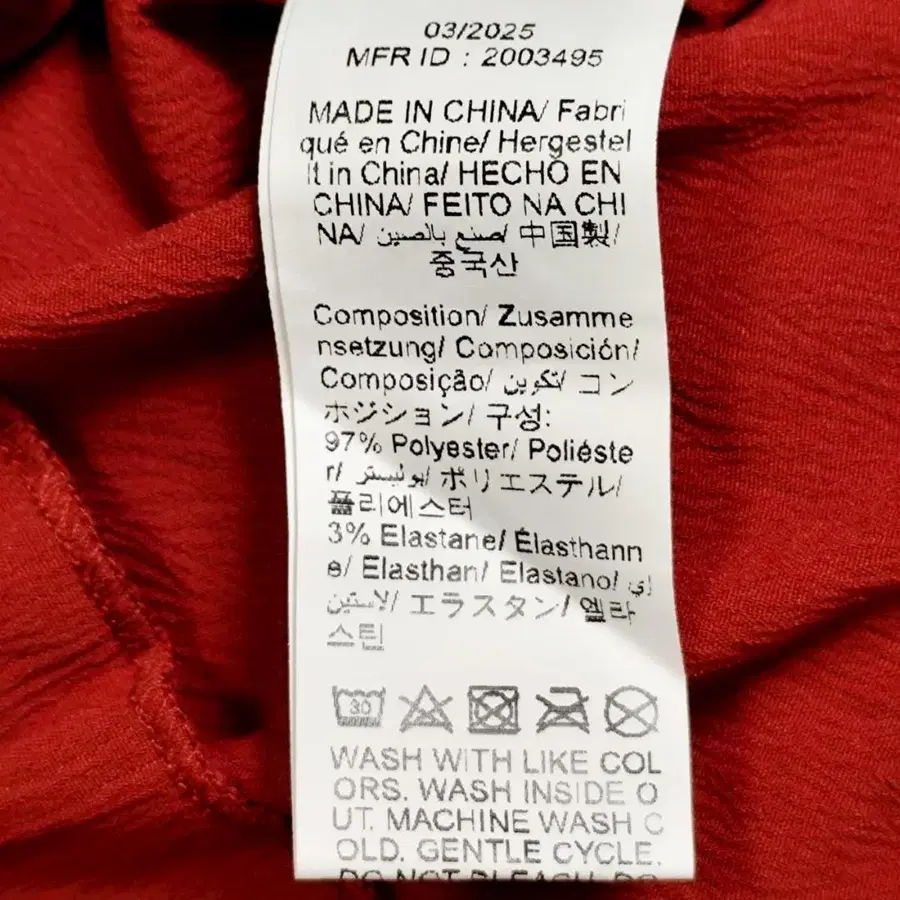 03/2025
MFR ID : 2003495
MADE IN CHINA/ Fabri
qué en Chine/ Hergestel
lt in China/ HECHO EN
CHINA/ FEITO NA CHI
NA/ صنع بالصين/ 中国製/
중국산
Composition/ Zusamme
nsetzung/ Composición/
Composição/ تكوين/ コン
ポジション/ 구성:
97% Polyester/ Poliéste
r/ بوليستر/ ポリエステル/
폴리에스터
3% Elastane/ Élasthann
e/ Elasthan/ Elastano/ إي
لاستين/ エラスタン/ 엘라
스틴
30
WASH WITH LIKE COL
ORS. WASH INSIDE O
UT. MACHINE WASH C
OLD. GENTLE CYCLE.
DO NOT BLEACH. DO